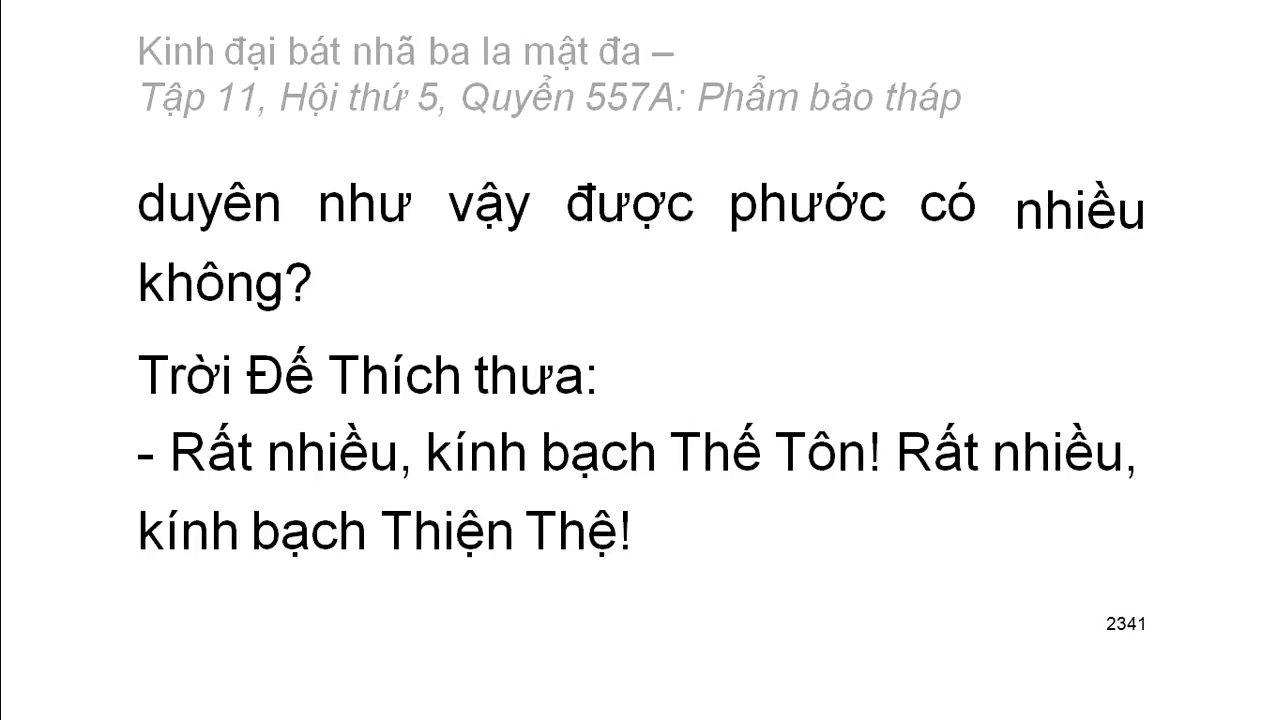 Kinh đại bát nhã ba la mật đa –
Tập 11, Hội thứ 5, Quyển 557A: Phẩm bảo tháp
duyên như vậy được phước có nhiều
không?
Trời Đế Thích thưa:
- Rất nhiều, kính bạch Thế Tôn! Rất nhiều,
kính bạch Thiện Thệ!
2341